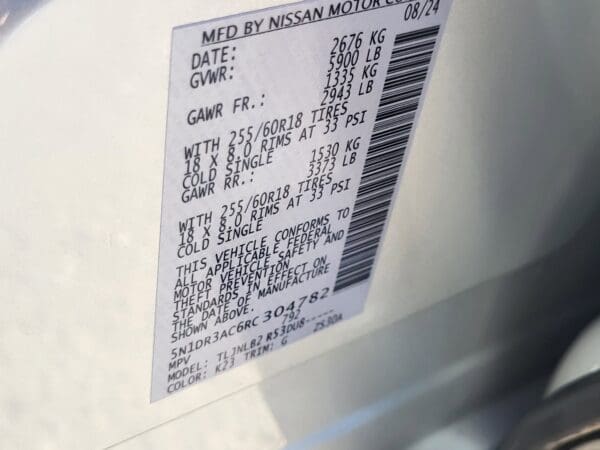 MFD BY NISSAN MOTOR CO
DATE: 08/24
GVWR: 2676 KG
5900 LB
GAWR FR.: 1335 KG
2943 LB
WITH 255/60R18 TIRES
18 X 8.0 RIMS AT 33 PSI
COLD SINGLE
GAWR RR.: 1530 KG
3373 LB
WITH 255/60R18 TIRES
18 X 8.0 RIMS AT 33 PSI
COLD SINGLE
THIS VEHICLE CONFORMS TO
ALL APPLICABLE FEDERAL
MOTOR VEHICLE SAFETY AND
THEFT PREVENTION
STANDARDS IN EFFECT ON
THE DATE OF MANUFACTURE
SHOWN ABOVE.
5N1DR3AC6RC304782
MPV 792
MODEL: TLJNLB2 R53DU8-----
COLOR: K23 TRIM: G ZS30A